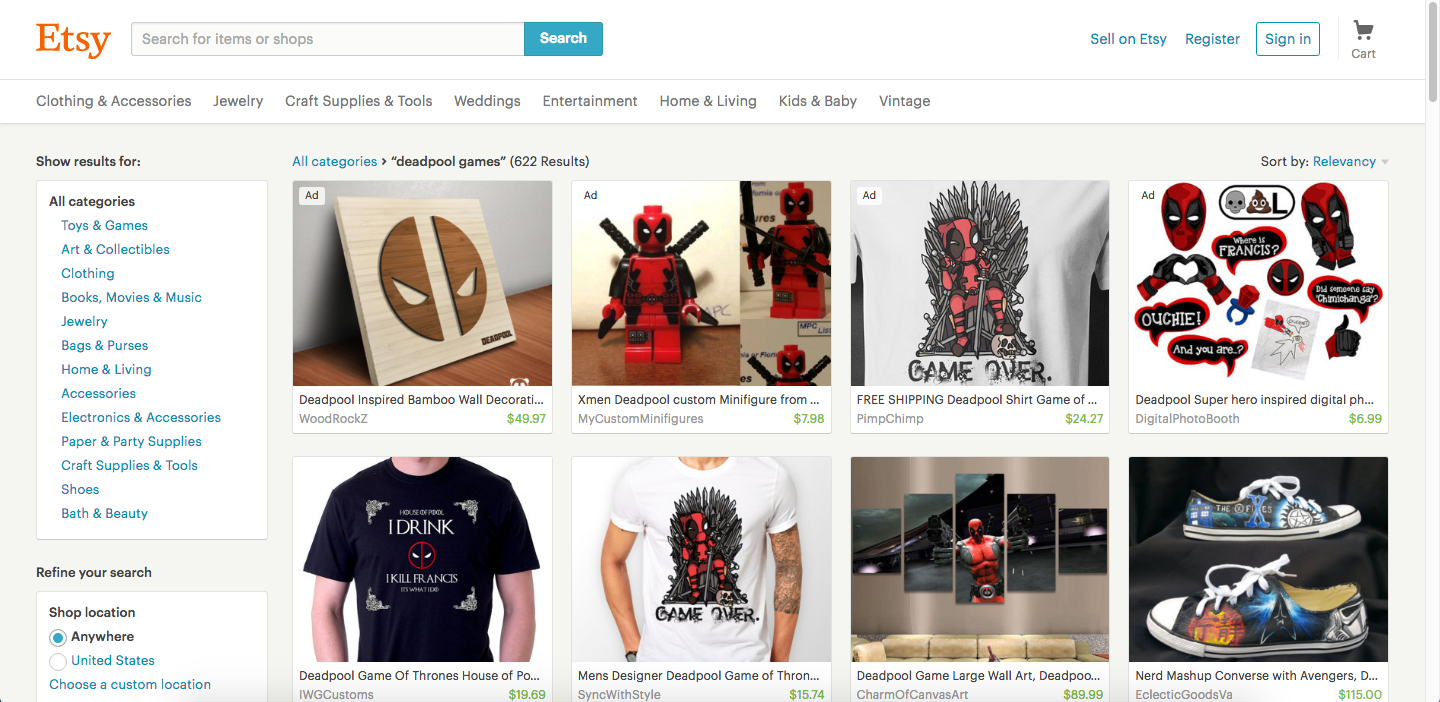 Etsy
Search for items or shops
Search
Sell on Etsy
Register
Sign in
Cart
Clothing & Accessories
Jewelry
Craft Supplies & Tools
Weddings
Entertainment
Home & Living
Kids & Baby
Vintage
Show results for:
All categories
Toys & Games
Art & Collectibles
Clothing
Books, Movies & Music
Jewelry
Bags & Purses
Home & Living
Accessories
Electronics & Accessories
Paper & Party Supplies
Craft Supplies & Tools
Shoes
Bath & Beauty
Refine your search
Shop location
Anywhere
United States
Choose a custom location
All categories › “deadpool games” (622 Results)
Sort by: Relevancy
Ad
DEADPOOL
Deadpool Inspired Bamboo Wall Decorati...
WoodRockZ
$49.97
Ad
MPC
Xmen Deadpool custom Minifigure from ...
MyCustomMinifigures
$7.98
Ad
GAME OVER.
FREE SHIPPING Deadpool Shirt Game of ...
PimpChimp
$24.27
Ad
L
Where is
FRANCIS?
Did someone say
"Chimichanga"?
OUCHIE!
And you are..?
Deadpool Super hero inspired digital ph...
DigitalPhotoBooth
$6.99
HOUSE OF POOL
I DRINK
I KILL FRANCIS
IT'S WHAT I DO
Deadpool Game Of Thrones House of Po...
IWGCustoms
$19.69
GAME OVER.
Mens Designer Deadpool Game of Thron...
SyncWithStyle
$15.74
Deadpool Game Large Wall Art, Deadpoo...
CharmOfCanvasArt
$89.99
THE X FILES
Nerd Mashup Converse with Avengers, D...
EclecticGoodsVa
$115.00